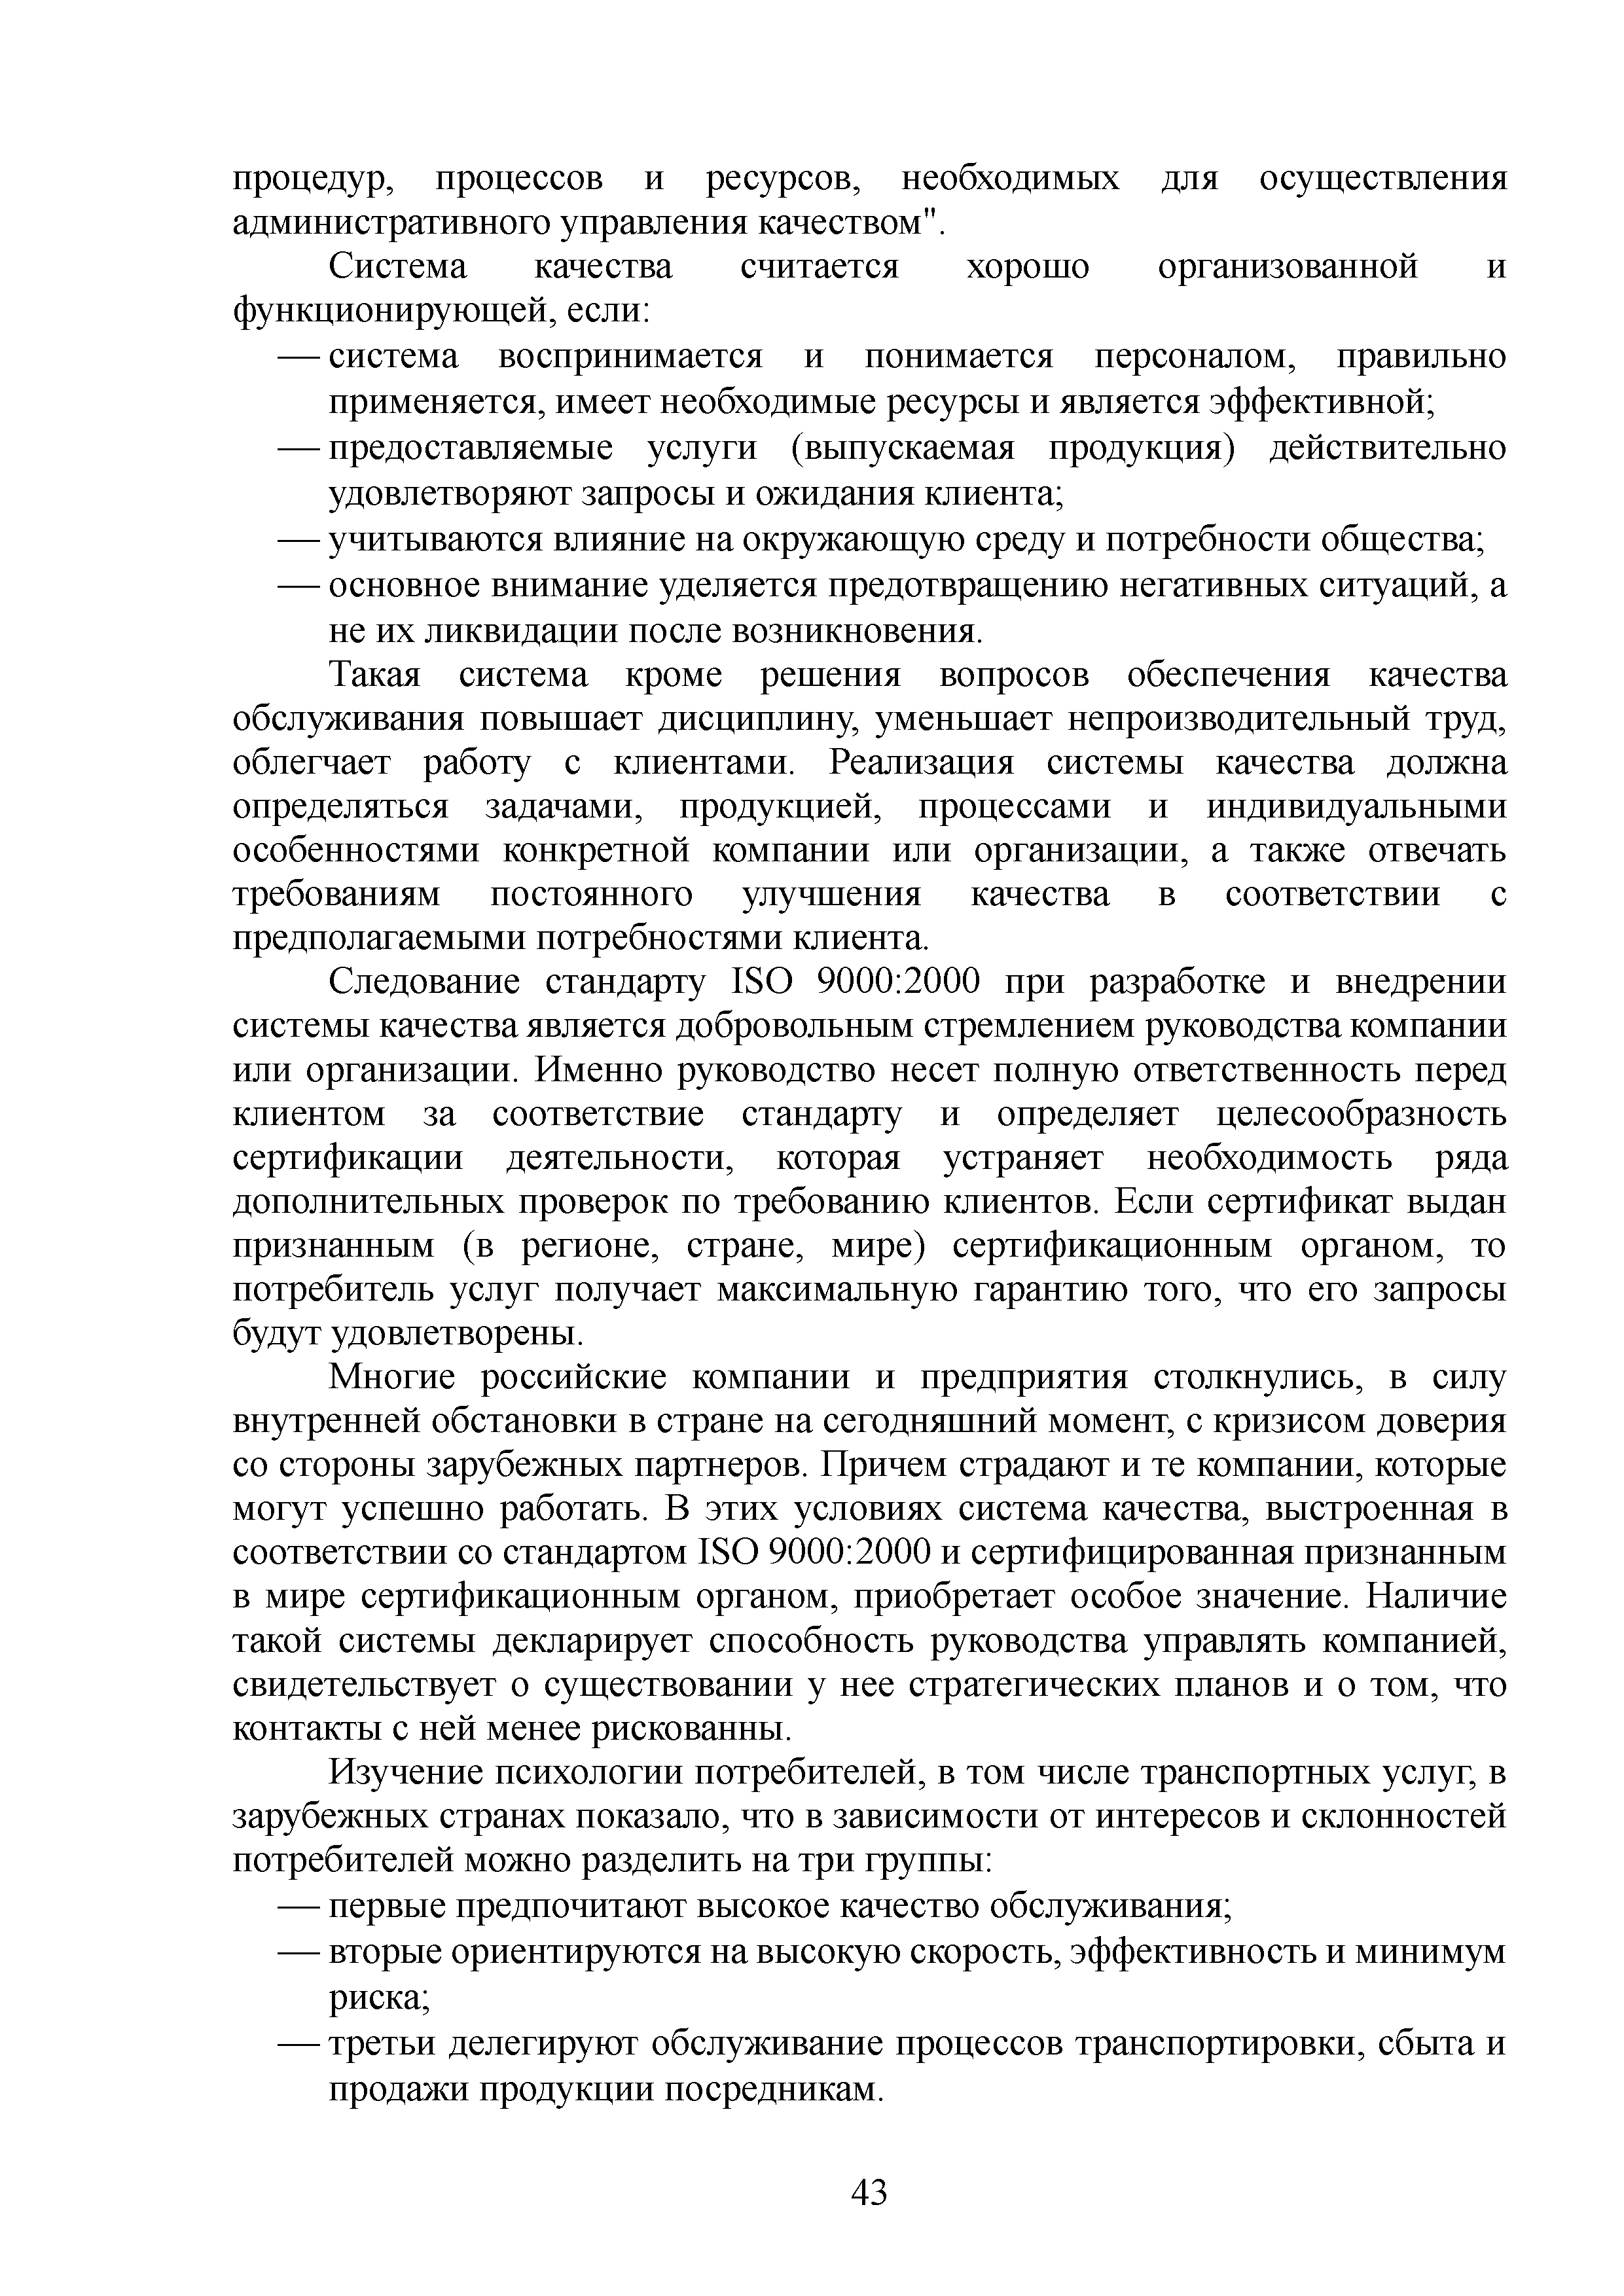 процедур, процессов и ресурсов, необходимых для осуществления
административного управления качеством".
Система качества считается хорошо организованной и
функционирующей, если:
— система воспринимается и понимается персоналом, правильно
применяется, имеет необходимые ресурсы и является эффективной;
— предоставляемые услуги (выпускаемая продукция) действительно
удовлетворяют запросы и ожидания клиента;
— учитываются влияние на окружающую среду и потребности общества;
— основное внимание уделяется предотвращению негативных ситуаций, а
не их ликвидации после возникновения.
Такая система кроме решения вопросов обеспечения качества
обслуживания повышает дисциплину, уменьшает непроизводительный труд,
облегчает работу с клиентами. Реализация системы качества должна
определяться задачами, продукцией, процессами и индивидуальными
особенностями конкретной компании или организации, а также отвечать
требованиям постоянного улучшения качества в соответствии с
предполагаемыми потребностями клиента.
Следование стандарту ISO 9000:2000 при разработке и внедрении
системы качества является добровольным стремлением руководства компании
или организации. Именно руководство несет полную ответственность перед
клиентом за соответствие стандарту и определяет целесообразность
сертификации деятельности, которая устраняет необходимость ряда
дополнительных проверок по требованию клиентов. Если сертификат выдан
признанным (в регионе, стране, мире) сертификационным органом, то
потребитель услуг получает максимальную гарантию того, что его запросы
будут удовлетворены.
Многие российские компании и предприятия столкнулись, в силу
внутренней обстановки в стране на сегодняшний момент, с кризисом доверия
со стороны зарубежных партнеров. Причем страдают и те компании, которые
могут успешно работать. В этих условиях система качества, выстроенная в
соответствии со стандартом ISO 9000:2000 и сертифицированная признанным
в мире сертификационным органом, приобретает особое значение. Наличие
такой системы декларирует способность руководства управлять компанией,
свидетельствует о существовании у нее стратегических планов и о том, что
контакты с ней менее рискованны.
Изучение психологии потребителей, в том числе транспортных услуг, в
зарубежных странах показало, что в зависимости от интересов и склонностей
потребителей можно разделить на три группы:
— первые предпочитают высокое качество обслуживания;
— вторые ориентируются на высокую скорость, эффективность и минимум
риска;
— третьи делегируют обслуживание процессов транспортировки, сбыта и
продажи продукции посредникам.
43